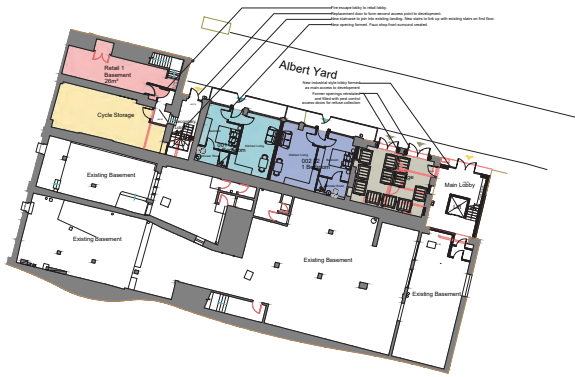 Fire escape lobby to retail lobby.
Replacement door to form second access point to development.
New staircase to join into existing landing. New stairs to link up with existing stairs as first floor.
New opening formed. Faux shop front surround created.
Albert Yard
New industrial style lobby formed
as main access to development
Former openings reinstated
and fitted with pest control
access doors for refuse collection.
Retail 1
Basement
26m²
Cycle Storage
1 Bedroom
Main Lobby
Existing Basement
Existing Basement
Existing Basement
Existing Basement